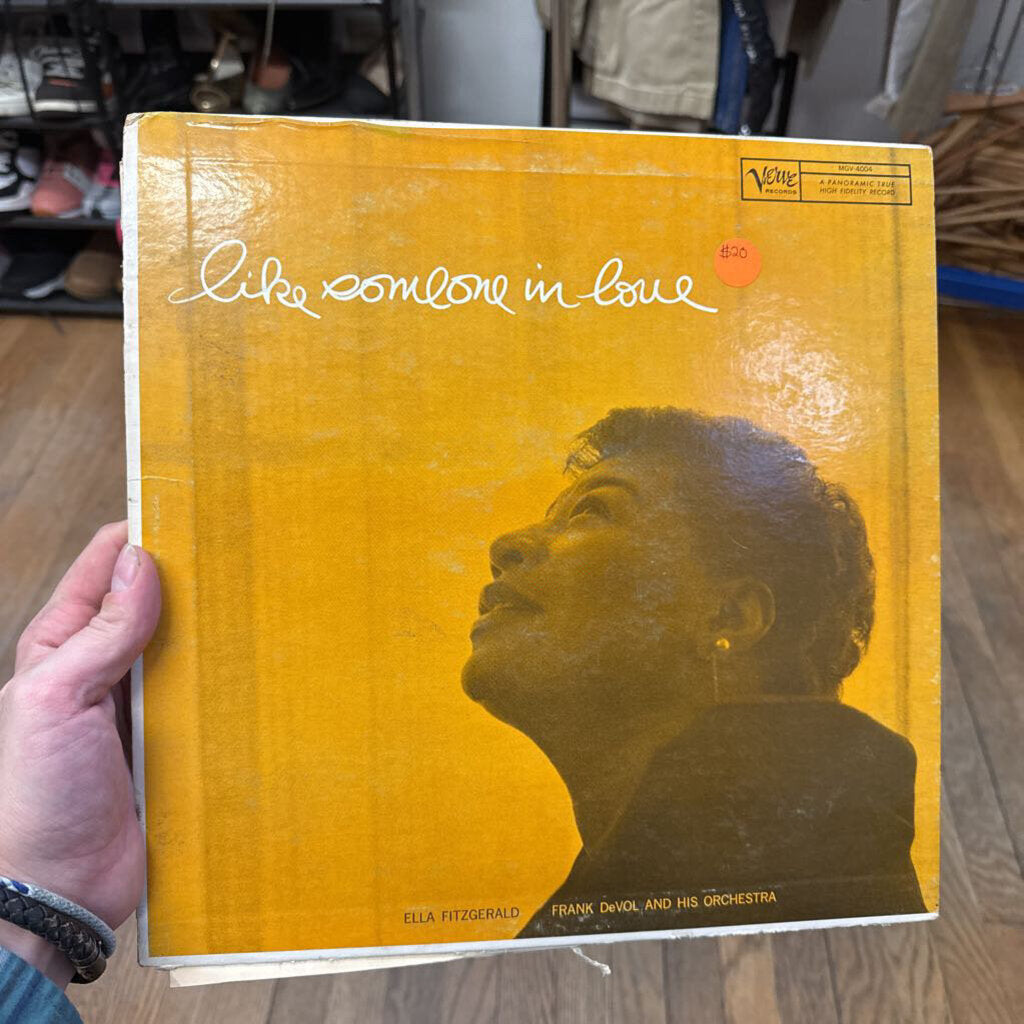 Verve
RECORDS
MGV-4004
A PANORAMIC TRUE
HIGH FIDELITY RECORD
$20
like someone in love
ELLA FITZGERALD
FRANK DeVOL AND HIS ORCHESTRA